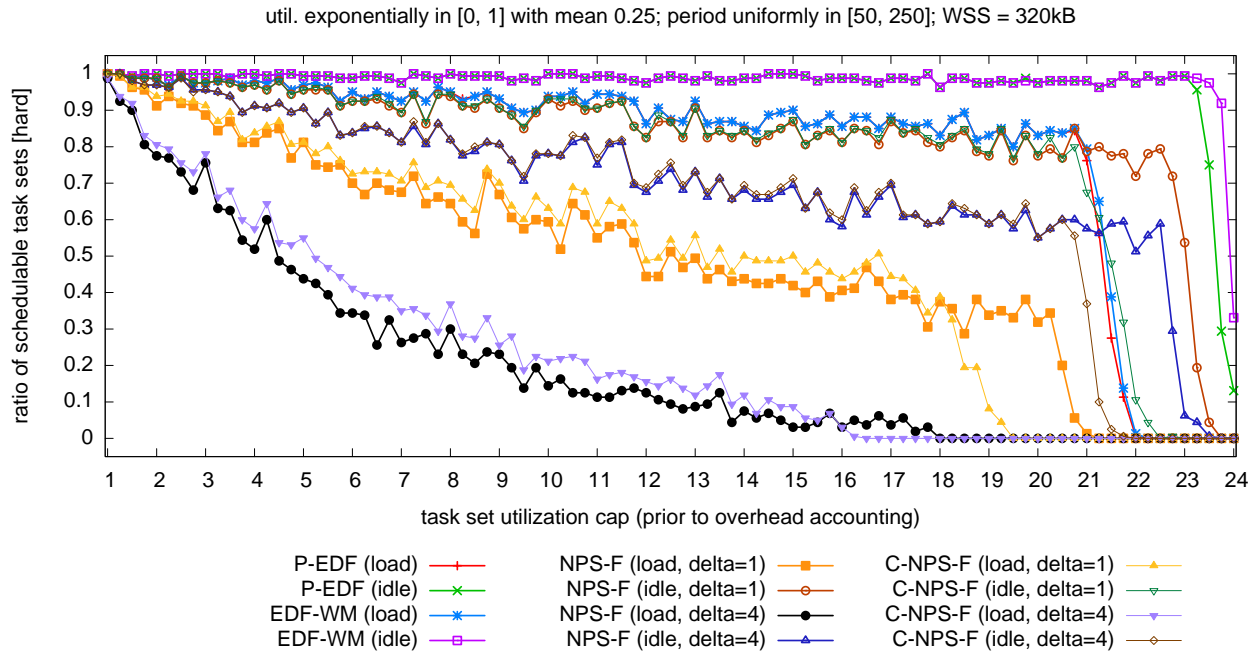 util. exponentially in [0, 1] with mean 0.25; period uniformly in [50, 250]; WSS = 320kB
ratio of schedulable task sets [hard]
1
0.9
0.8
0.7
0.6
0.5
0.4
0.3
0.2
0.1
0
1 2 3 4 5 6 7 8 9 10 11 12 13 14 15 16 17 18 19 20 21 22 23 24
task set utilization cap (prior to overhead accounting)
P-EDF (load) NPS-F (load, delta=1) C-NPS-F (load, delta=1)
P-EDF (idle) NPS-F (idle, delta=1) C-NPS-F (idle, delta=1)
EDF-WM (load) NPS-F (load, delta=4) C-NPS-F (load, delta=4)
EDF-WM (idle) NPS-F (idle, delta=4) C-NPS-F (idle, delta=4)